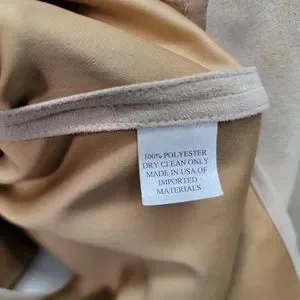 100% POLYESTER
DRY CLEAN ONLY
MADE IN USA OF
IMPORTED
MATERIALS